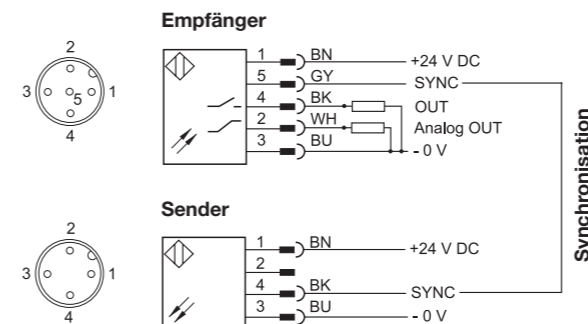 Empfänger
2
3
5
1
4
1 BN +24 V DC
5 GY SYNC
4 BK OUT
2 WH Analog OUT
3 BU - 0 V
Synchronisation
Sender
2
3
1
4
1 BN +24 V DC
2
4 BK SYNC
3 BU - 0 V